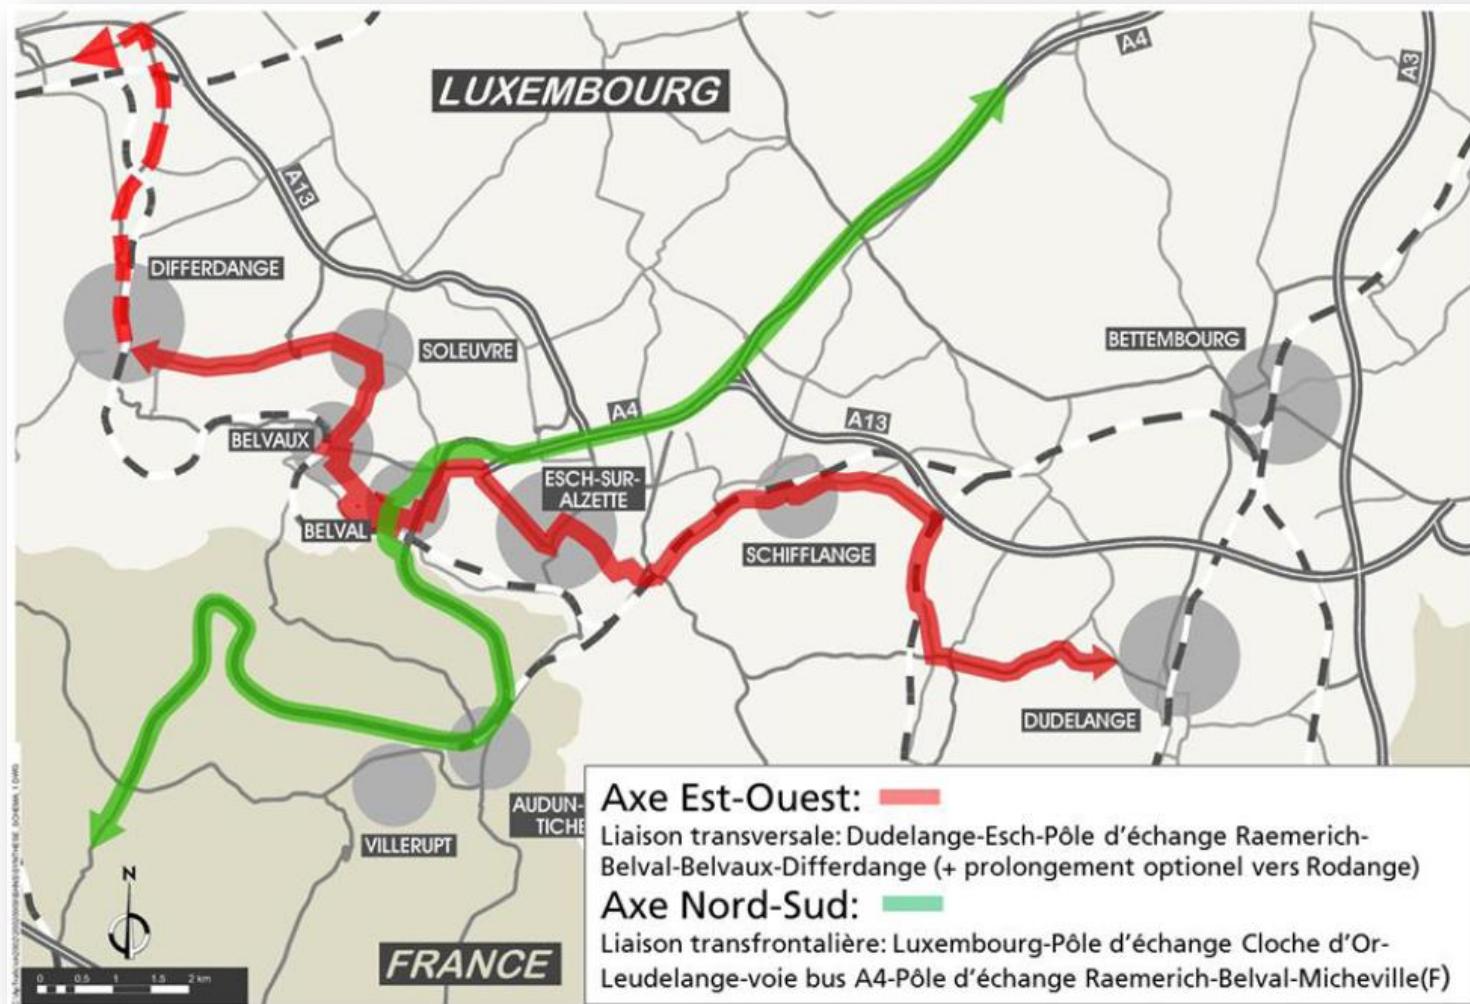 A4
A3
LUXEMBOURG
A13
DIFFERDANGE
SOLEUVRE
BETTEMBOURG
A4
A13
BELVAUX
ESCH-SUR-
ALZETTE
BELVAL
SCHIFFLANGE
DUDELANGE
AUDUN-
TICHE
VILLERUPT
N
FRANCE
0 0.5 1 1.5 2 km
Axe Est-Ouest:
Liaison transversale: Dudelange-Esch-Pôle d'échange Raemerich-
Belval-Belvaux-Differdange (+ prolongement optionel vers Rodange)
Axe Nord-Sud:
Liaison transfrontalière: Luxembourg-Pôle d'échange Cloche d'Or-
Leudelange-voie bus A4-Pôle d'échange Raemerich-Belval-Micheville(F)